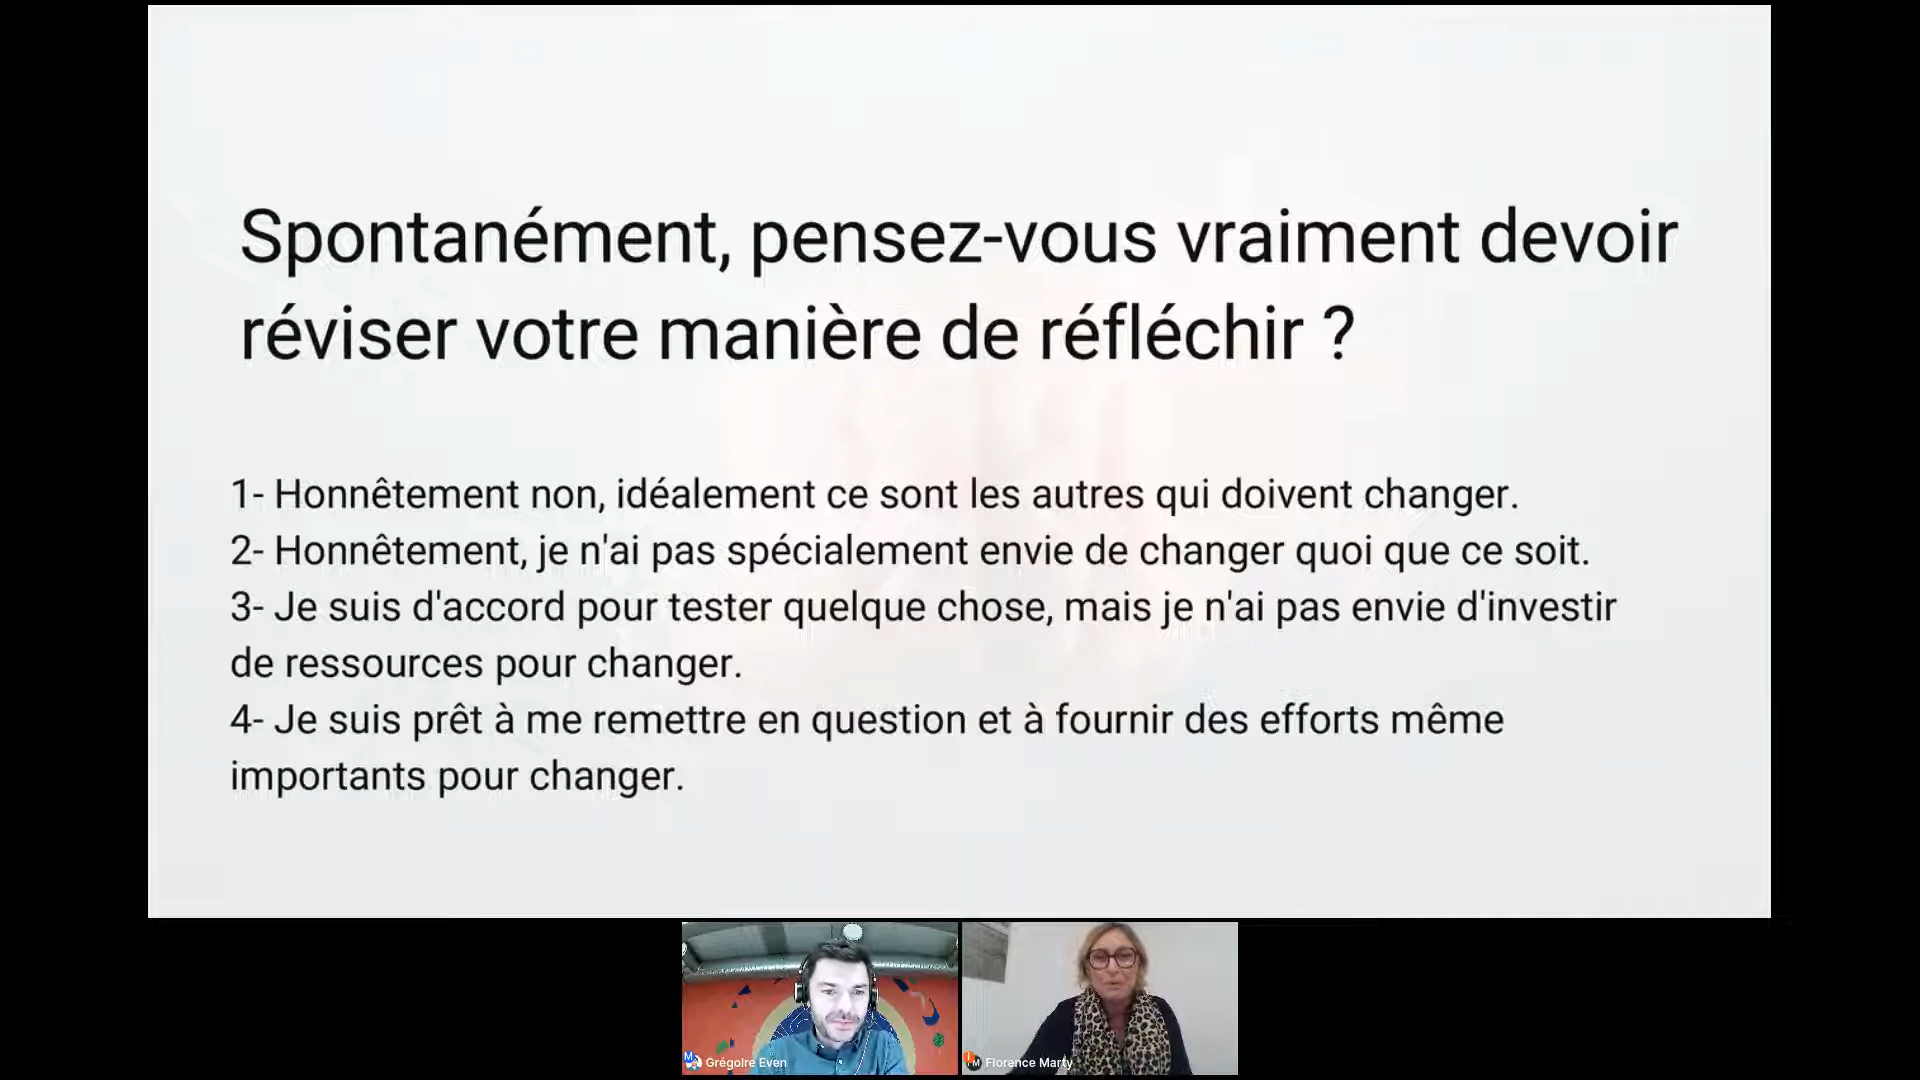 Spontanément, pensez-vous vraiment devoir
réviser votre manière de réfléchir ?
1- Honnêtement non, idéalement ce sont les autres qui doivent changer.
2- Honnêtement, je n'ai pas spécialement envie de changer quoi que ce soit.
3- Je suis d'accord pour tester quelque chose, mais je n'ai pas envie d'investir
de ressources pour changer.
4- Je suis prêt à me remettre en question et à fournir des efforts même
importants pour changer.
Grégoire Even
Florence Marty